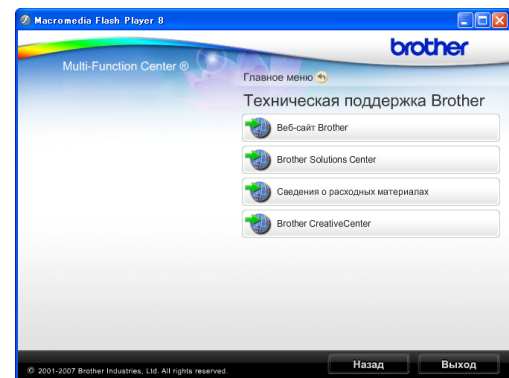 Macromedia Flash Player 8
brother
Multi-Function Center ®
Главное меню
Техническая поддержка Brother
Веб-сайт Brother
Brother Solutions Center
Сведения о расходных материалах
Brother CreativeCenter
© 2001-2007 Brother Industries, Ltd. All rights reserved.
Назад
Выход